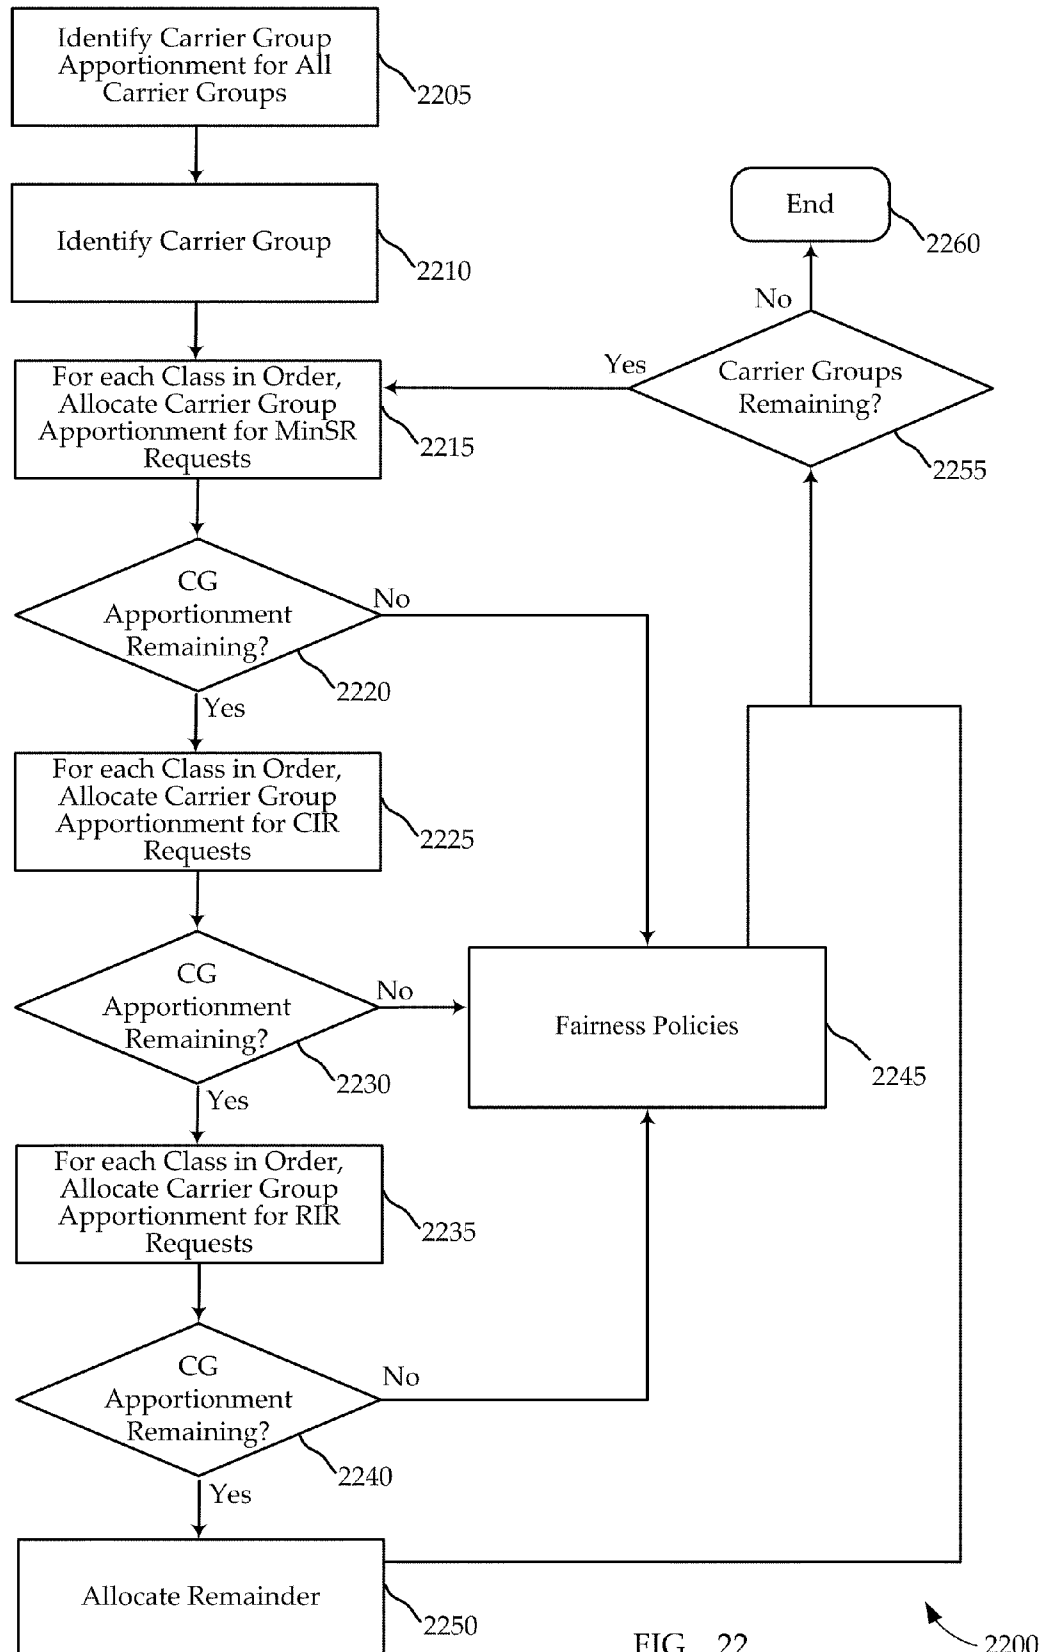 Identify Carrier Group
Apportionment for All
Carrier Groups
2205
Identify Carrier Group
2210
End
2260
No
Carrier Groups
Remaining?
Yes
2255
For each Class in Order,
Allocate Carrier Group
Apportionment for MinSR
Requests
2215
CG
Apportionment
Remaining?
No
2220
Yes
For each Class in Order,
Allocate Carrier Group
Apportionment for CIR
Requests
2225
CG
Apportionment
Remaining?
No
2230
Yes
Fairness Policies
2245
For each Class in Order,
Allocate Carrier Group
Apportionment for RIR
Requests
2235
CG
Apportionment
Remaining?
No
2240
Yes
Allocate Remainder
2250
FIG. 22
2200